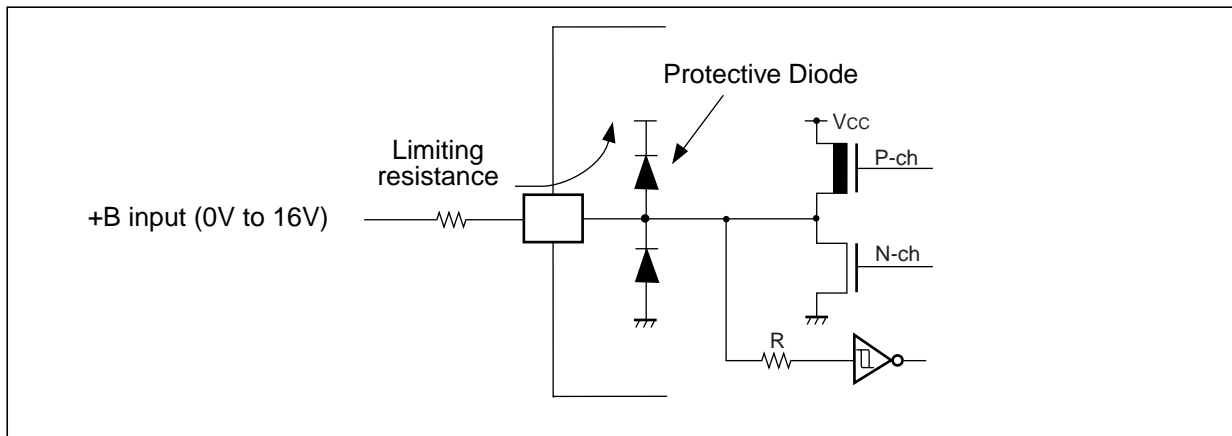 Protective Diode
VCC
Limiting
resistance
P-ch
+B input (0V to 16V)
N-ch
R